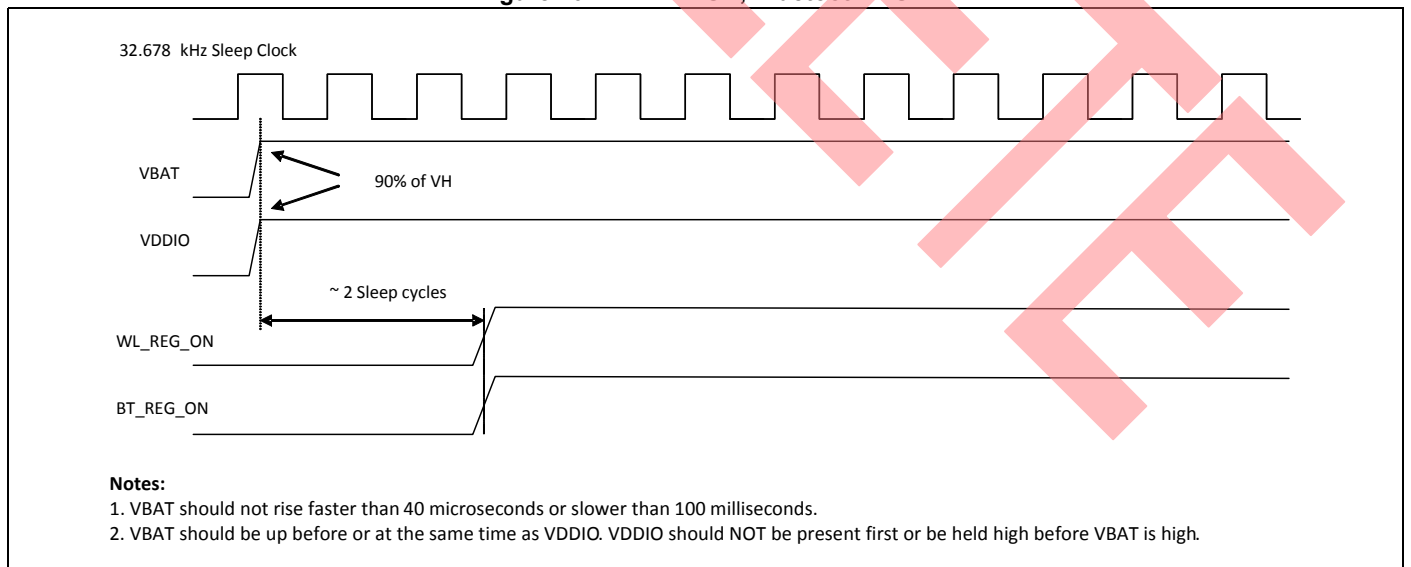 32.678 kHz Sleep Clock
VBAT
90% of VH
VDDIO
~ 2 Sleep cycles
WL_REG_ON
BT_REG_ON
Notes:
1. VBAT should not rise faster than 40 microseconds or slower than 100 milliseconds.
2. VBAT should be up before or at the same time as VDDIO. VDDIO should NOT be present first or be held high before VBAT is high.